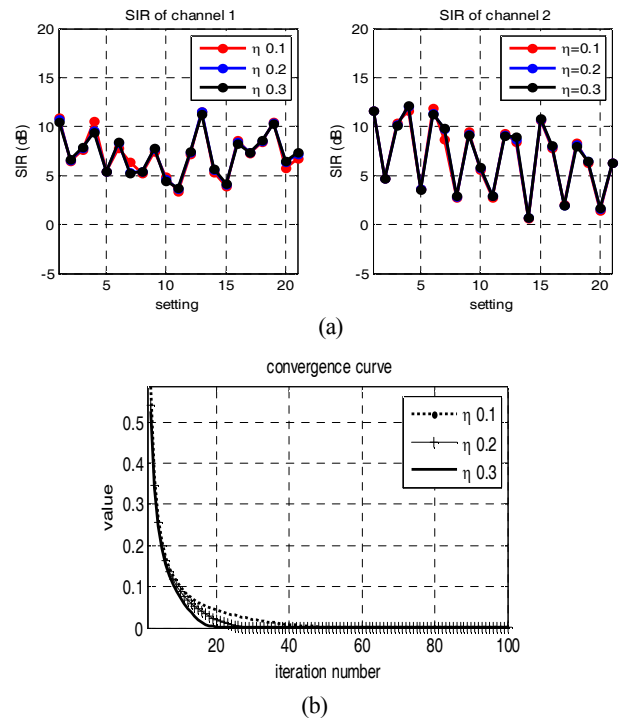 SIR of channel 1
SIR (dB)
20
15
10
5
0
-5
5
10
15
20
setting
η 0.1
η 0.2
η 0.3
SIR of channel 2
SIR (dB)
20
15
10
5
0
-5
5
10
15
20
setting
η=0.1
η=0.2
η=0.3
(a)
convergence curve
value
0.5
0.4
0.3
0.2
0.1
0
20
40
60
80
100
iteration number
η 0.1
η 0.2
η 0.3
(b)